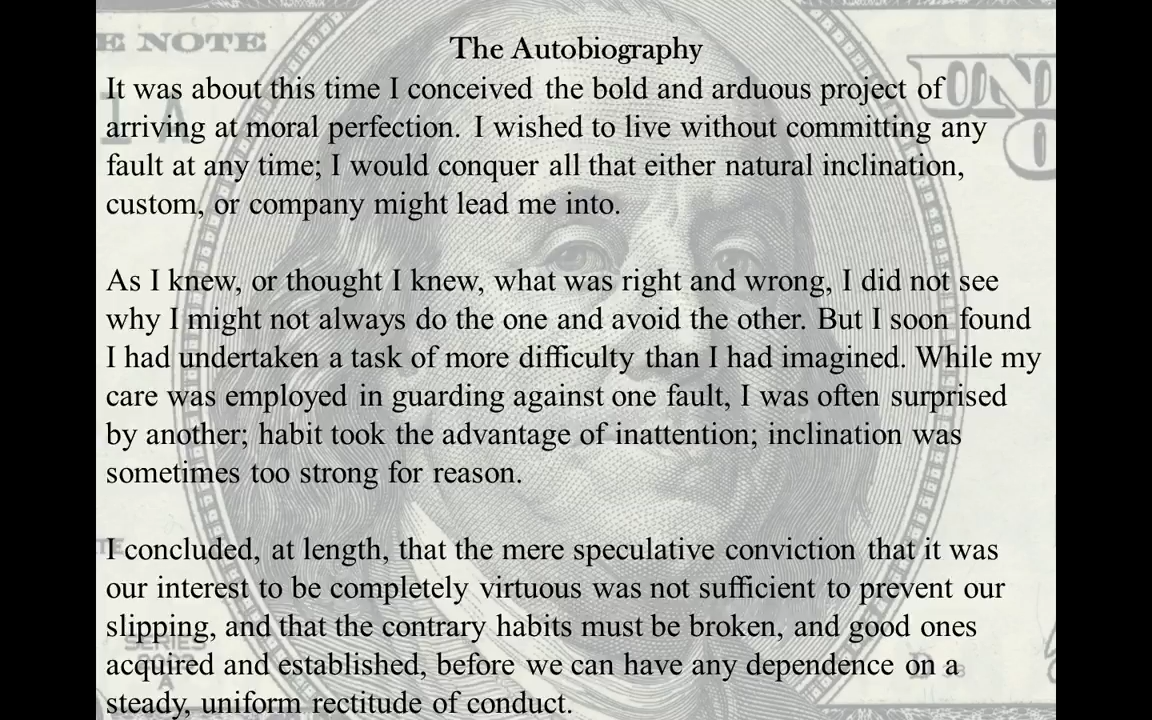 E NOTE
The Autobiography
It was about this time I conceived the bold and arduous project of
arriving at moral perfection. I wished to live without committing any
fault at any time; I would conquer all that either natural inclination,
custom, or company might lead me into.
As I knew, or thought I knew, what was right and wrong, I did not see
why I might not always do the one and avoid the other. But I soon found
I had undertaken a task of more difficulty than I had imagined. While my
care was employed in guarding against one fault, I was often surprised
by another; habit took the advantage of inattention; inclination was
sometimes too strong for reason.
I concluded, at length, that the mere speculative conviction that it was
our interest to be completely virtuous was not sufficient to prevent our
slipping, and that the contrary habits must be broken, and good ones
acquired and established, before we can have any dependence on a
steady, uniform rectitude of conduct.
SERIES